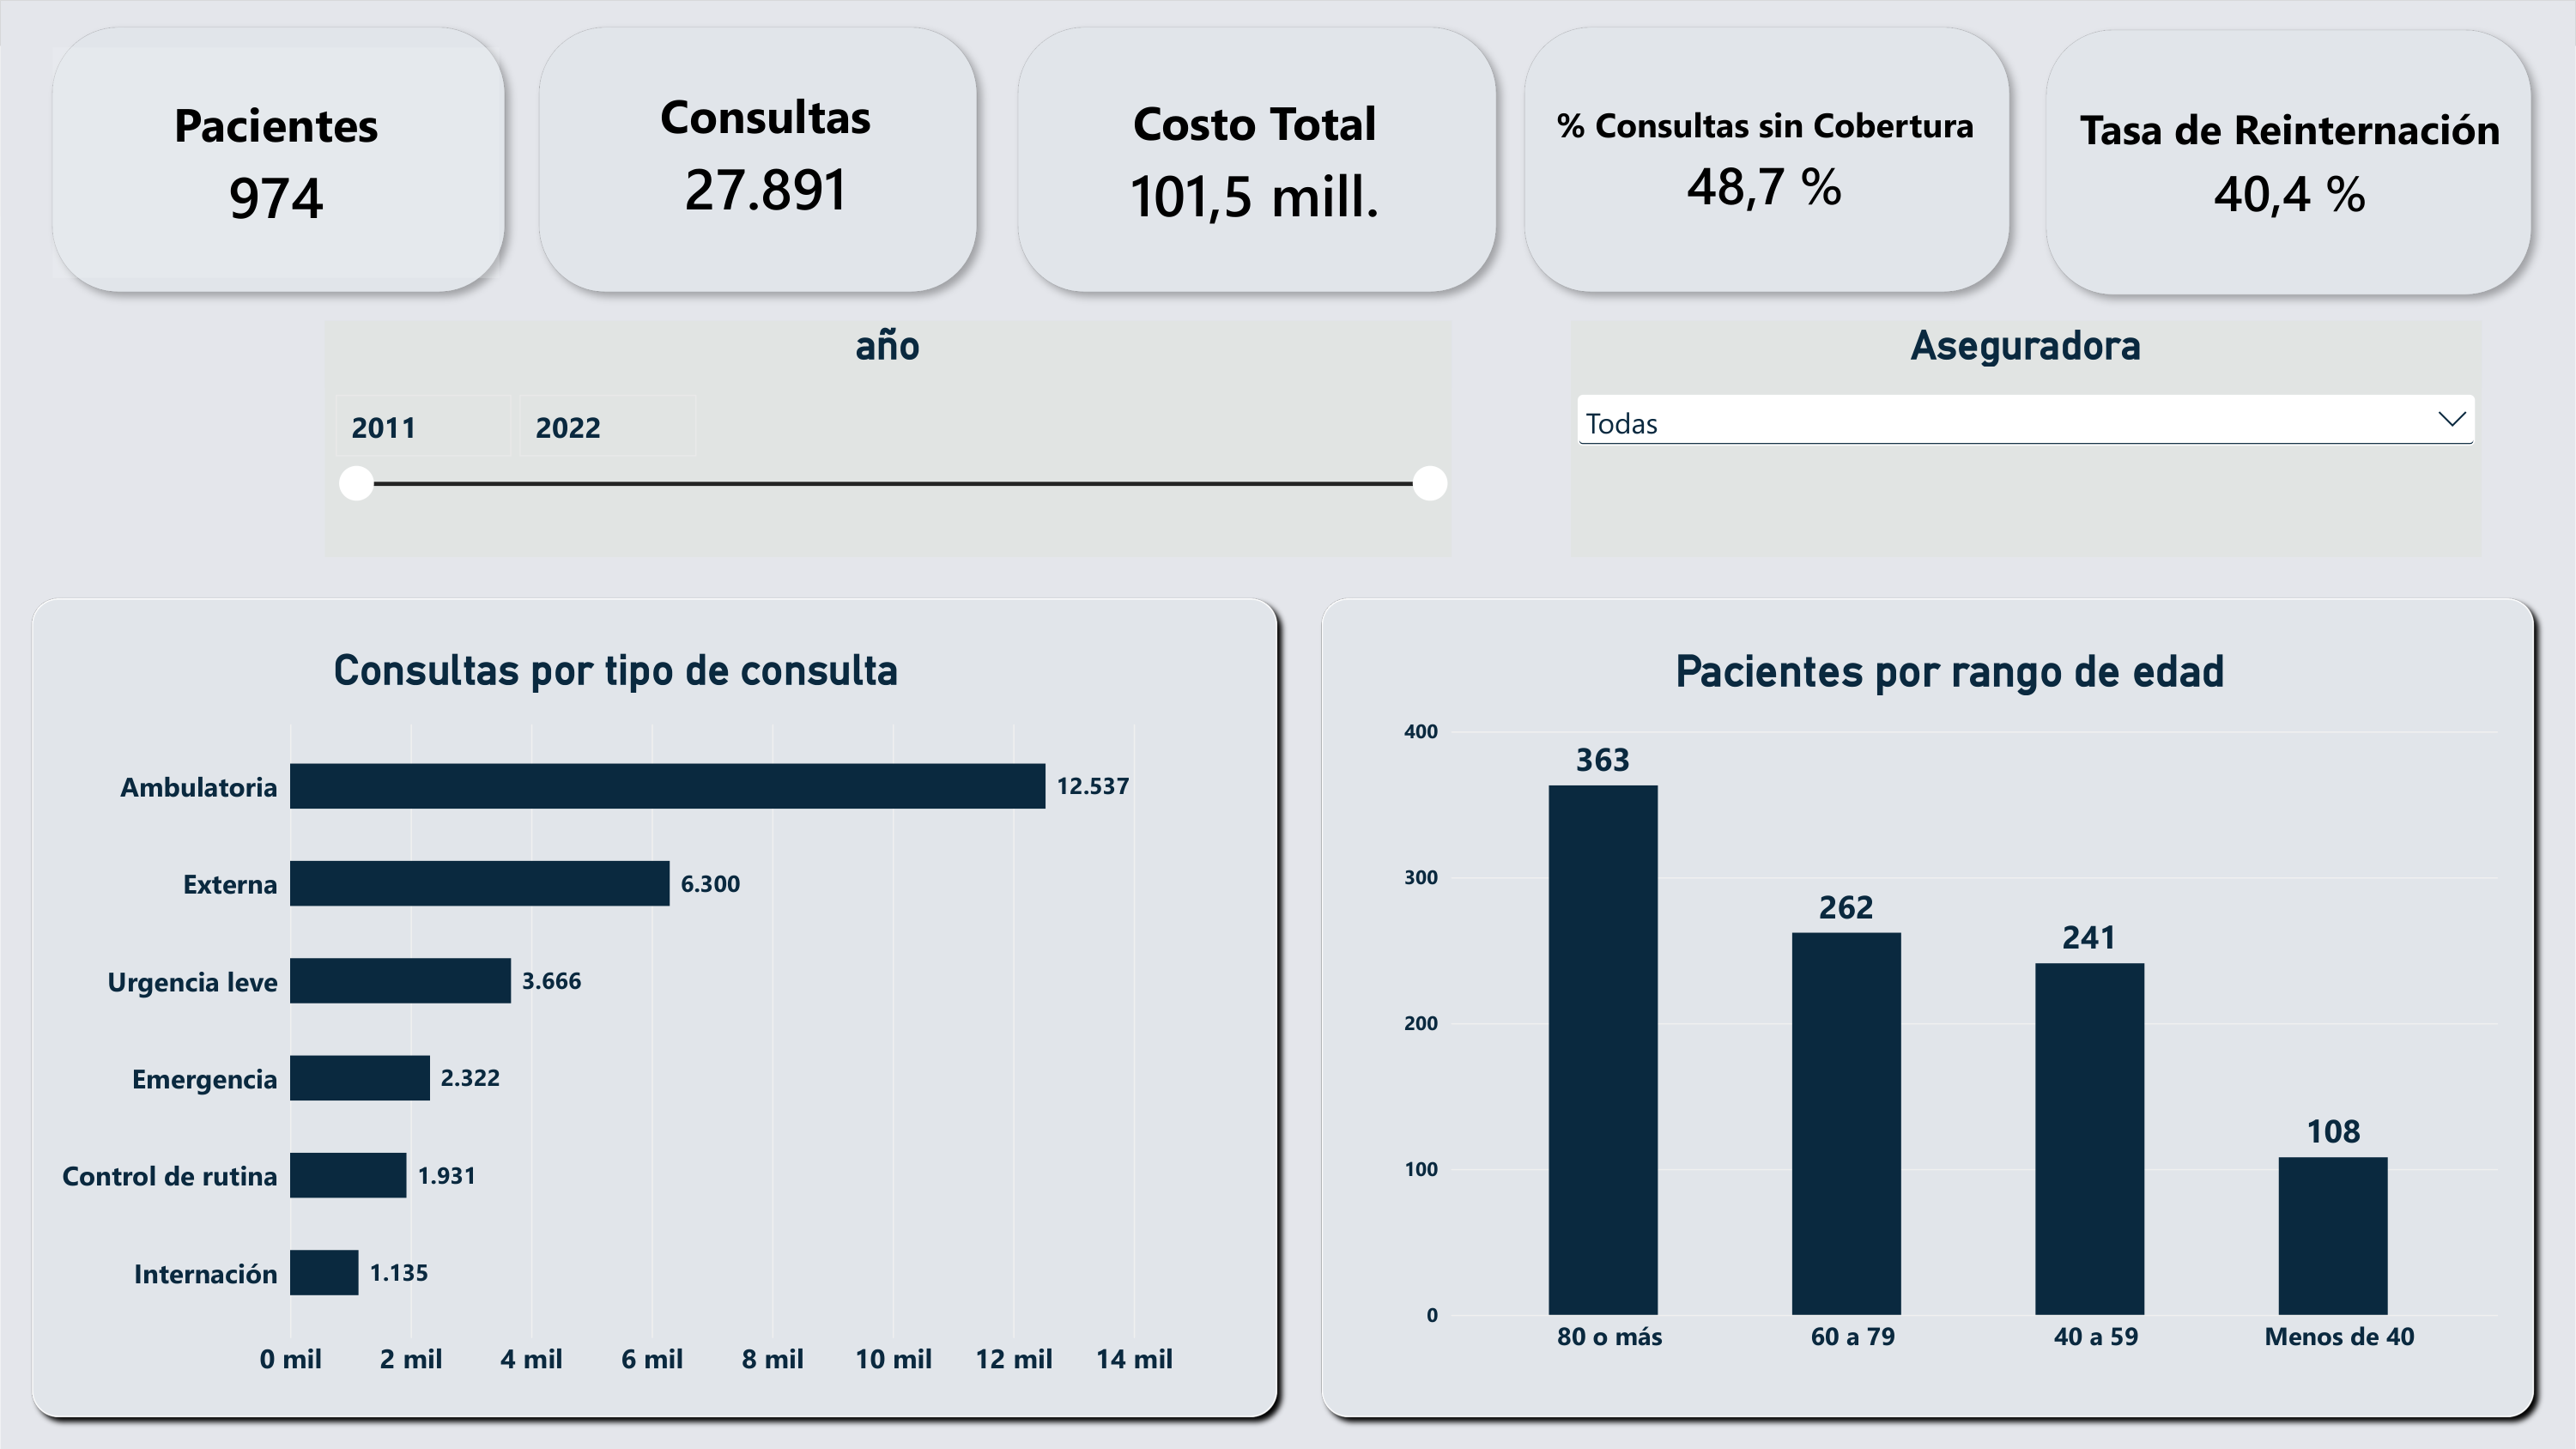 Pacientes
974
Consultas
27.891
Costo Total
101,5 mill.
% Consultas sin Cobertura
48,7 %
Tasa de Reinternación
40,4 %
año
2011 2022
Aseguradora
Todas
Consultas por tipo de consulta
Ambulatoria 12.537
Externa 6.300
Urgencia leve 3.666
Emergencia 2.322
Control de rutina 1.931
Internación 1.135
0 mil 2 mil 4 mil 6 mil 8 mil 10 mil 12 mil 14 mil
Pacientes por rango de edad
400
363
300
262
241
200
108
100
0
80 o más 60 a 79 40 a 59 Menos de 40